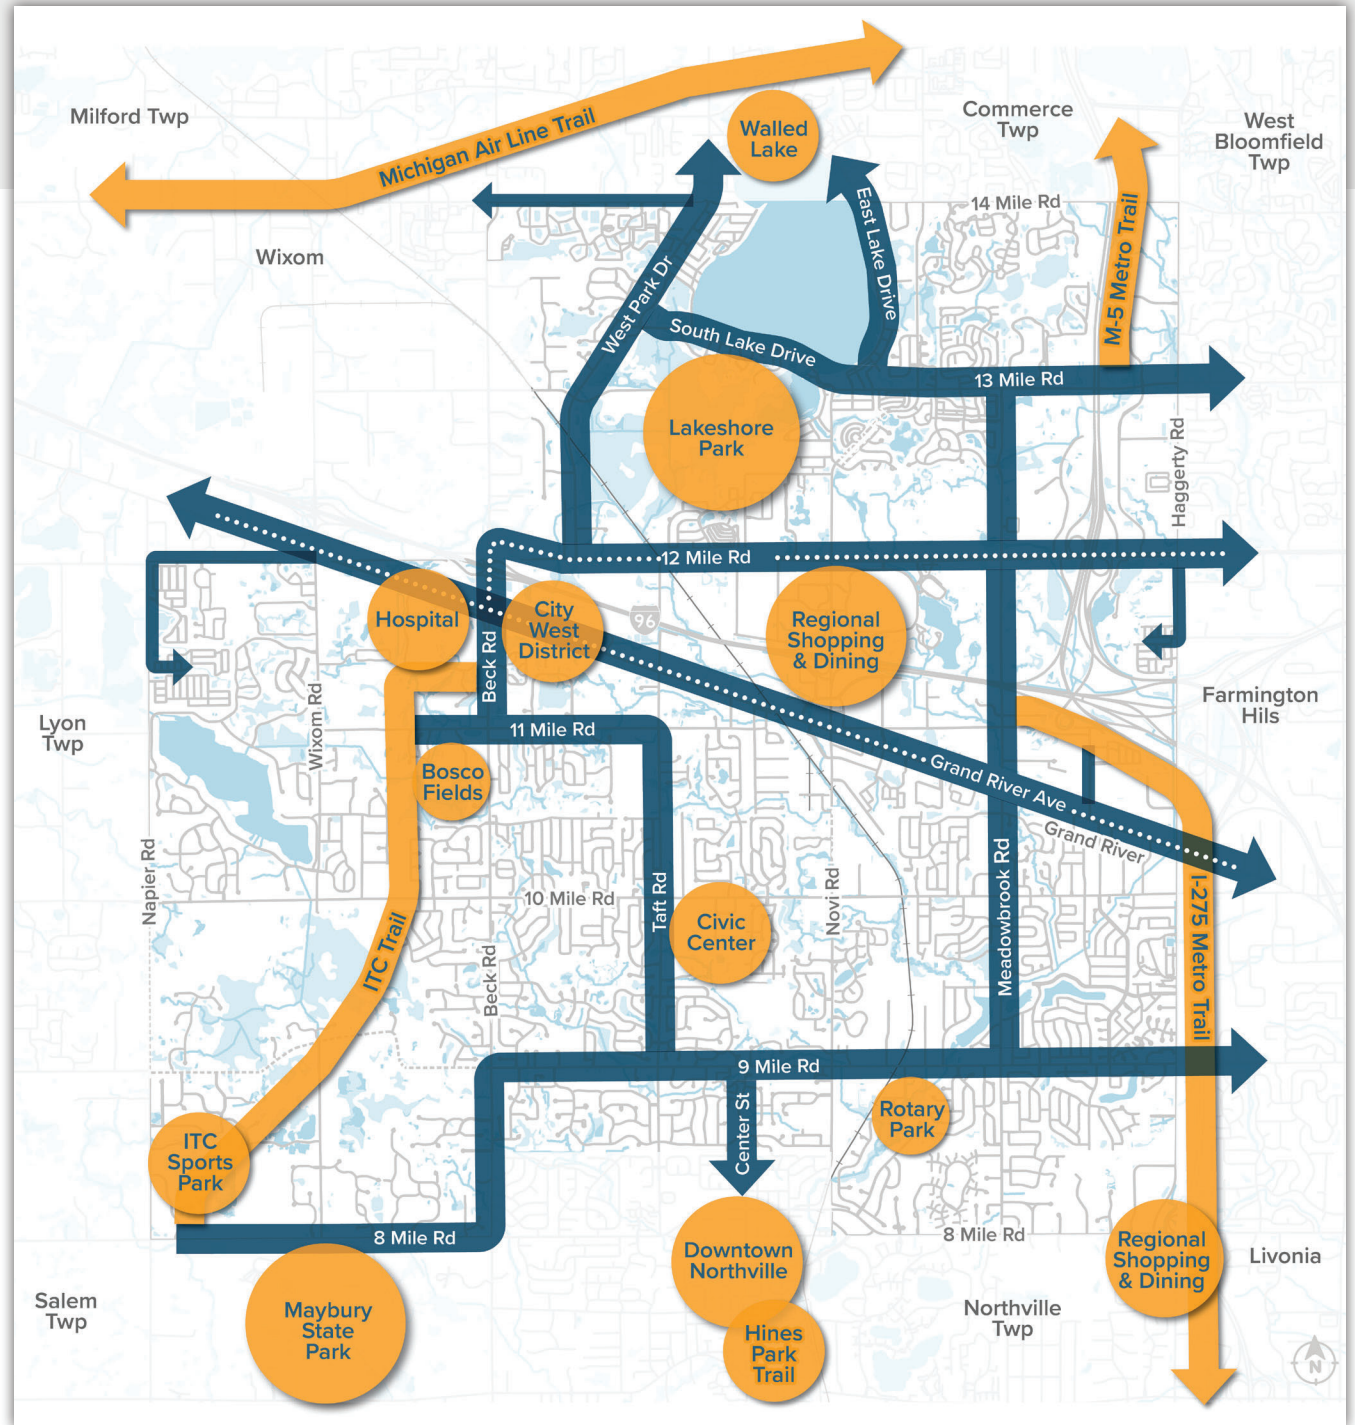 Milford Twp
Michigan Air Line Trail
Walled
Lake
Commerce
Twp
West
Bloomfield
Twp
14 Mile Rd
M-5 Metro Trail
East Lake Drive
West Park Dr
Wixom
South Lake Drive
13 Mile Rd
Lakeshore
Park
Haggerty Rd
12 Mile Rd
Hospital
City
West
District
96
Regional
Shopping
& Dining
Beck Rd
Wixom Rd
Lyon
Twp
Farmington
Hils
11 Mile Rd
Bosco
Fields
Grand River Ave
Grand River
Napier Rd
10 Mile Rd
Taft Rd
Civic
Center
Novi Rd
Meadowbrook Rd
I-275 Metro Trail
ITC Trail
Beck Rd
9 Mile Rd
Center St
Rotary
Park
ITC
Sports
Park
8 Mile Rd
8 Mile Rd
Downtown
Northville
Regional
Shopping
& Dining
Livonia
Salem
Twp
Maybury
State
Park
Northville
Twp
Hines
Park
Trail
N